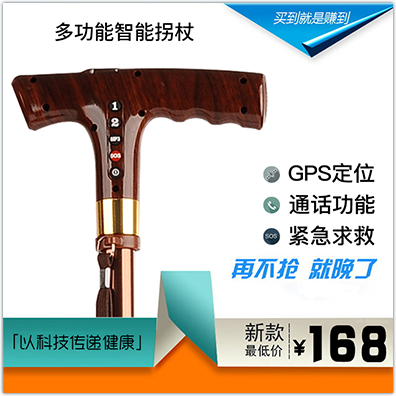 买到就是赚到
多功能智能拐杖
1
2
MP3
SOS
GPS定位
通话功能
SOS 紧急求救
再不抢 就晚了
「以科技传递健康」
新款
最低价
¥168